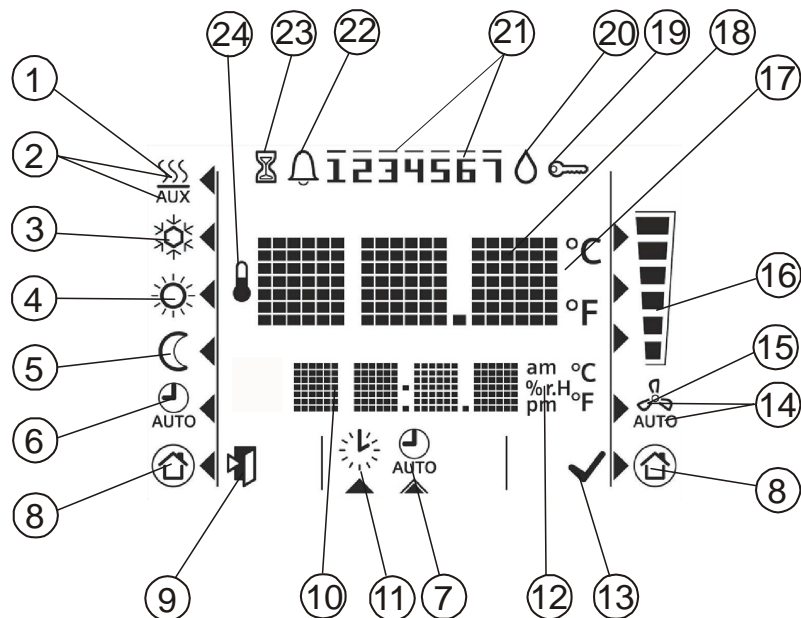 24 23 22 21 20 19 18
1 17
2 1234567
AUX
3 °C
4 °F
16
5 am °C
%r.H 15
pm °F
6 AUTO AUTO 14
AUTO
8 8
9 10 11 7 12 13